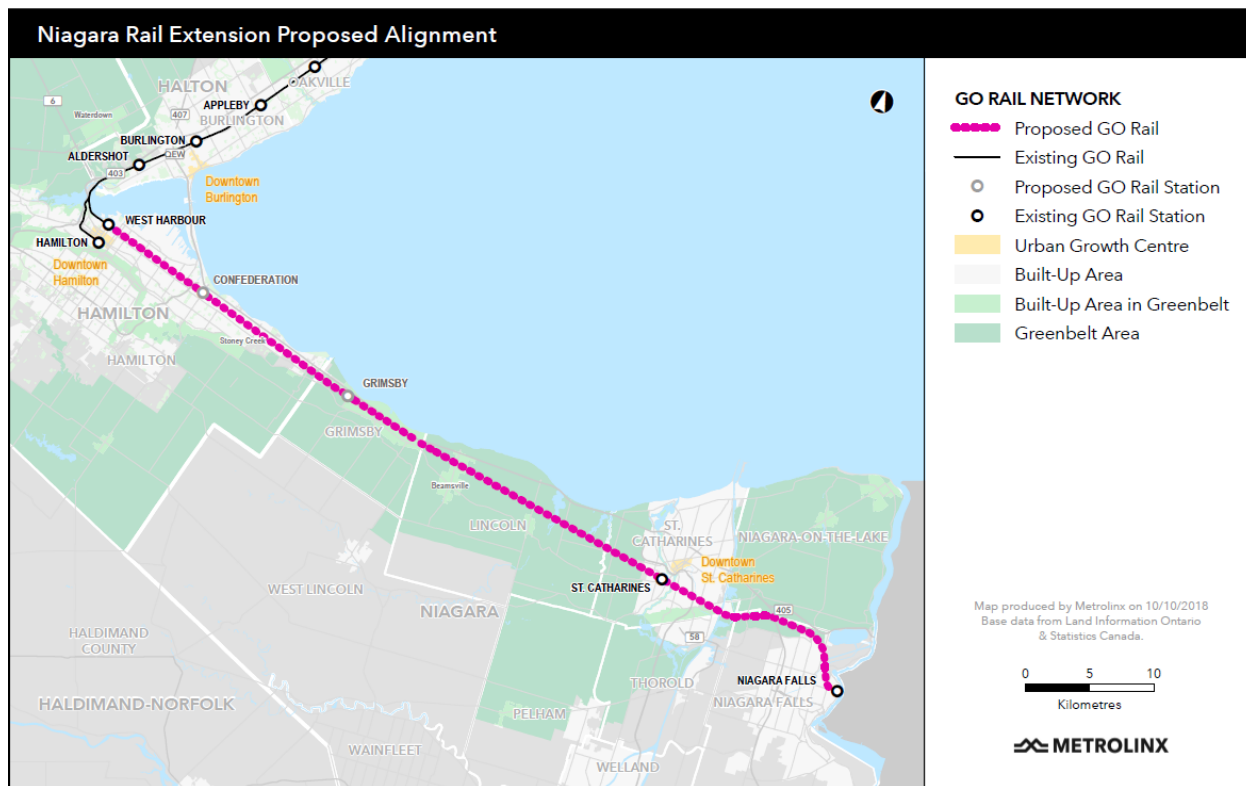 Niagara Rail Extension Proposed Alignment
HALTON
OAKVILLE
6
Waterdown
407
APPLEBY
BURLINGTON
BURLINGTON
QEW
ALDERSHOT
403
Downtown
Burlington
WEST HARBOUR
HAMILTON
Downtown
Hamilton
CONFEDERATION
HAMILTON
Stoney Creek
HAMILTON
GRIMSBY
GRIMSBY
Beamsville
LINCOLN
ST.
CATHARINES
NIAGARA-ON-THE-LAKE
Downtown
St. Catharines
ST. CATHARINES
WEST LINCOLN
NIAGARA
405
58
HALDIMAND
COUNTY
THOROLD
NIAGARA FALLS
NIAGARA FALLS
HALDIMAND-NORFOLK
PELHAM
WAINFLEET
WELLAND
GO RAIL NETWORK
Proposed GO Rail
Existing GO Rail
Proposed GO Rail Station
Existing GO Rail Station
Urban Growth Centre
Built-Up Area
Built-Up Area in Greenbelt
Greenbelt Area
Map produced by Metrolinx on 10/10/2018
Base data from Land Information Ontario
& Statistics Canada.
0 5 10
Kilometres
METROLINX